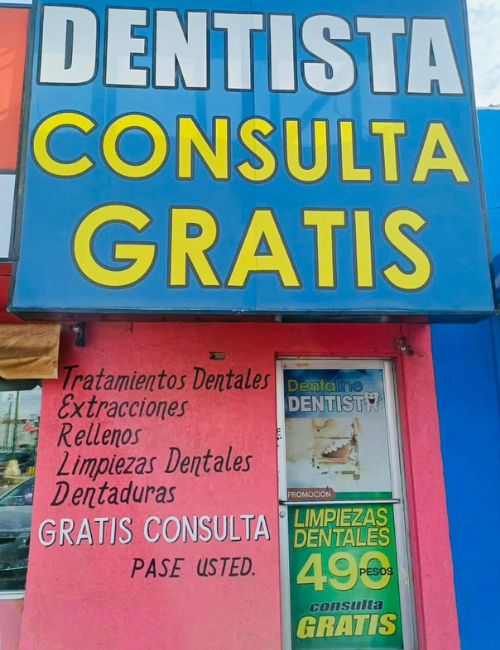 DENTISTA
CONSULTA
GRATIS
Tratamientos Dentales
Extracciones
Rellenos
Limpiezas Dentales
Dentaduras
GRATIS CONSULTA
PASE USTED.
Dentaline
DENTISTA
PROMOCIÓN
LIMPIEZAS
DENTALES
490 PESOS
consulta
GRATIS